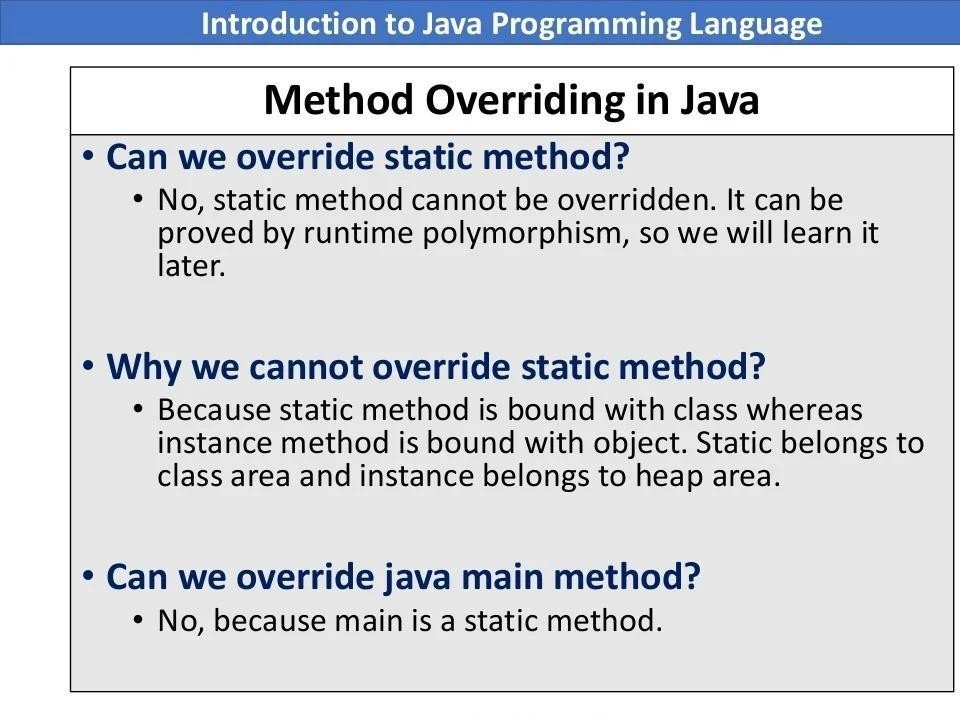 Introduction to Java Programming Language
Method Overriding in Java
• Can we override static method?
• No, static method cannot be overridden. It can be
proved by runtime polymorphism, so we will learn it
later.
• Why we cannot override static method?
• Because static method is bound with class whereas
instance method is bound with object. Static belongs to
class area and instance belongs to heap area.
• Can we override java main method?
• No, because main is a static method.